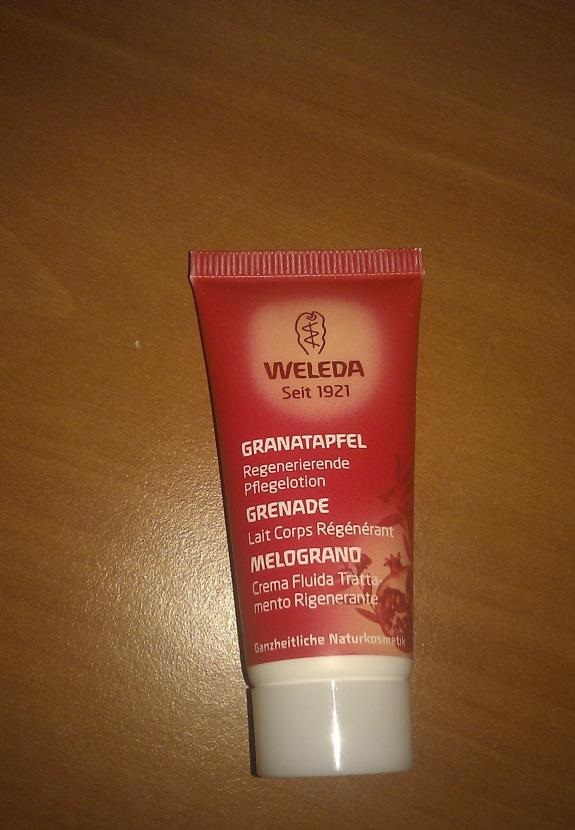 WELEDA
Seit 1921
GRANATAPFEL
Regenerierende
Pflegelotion
GRENADE
Lait Corps Régénérant
MELOGRANO
Crema Fluida Tratta-
mento Rigenerante
Ganzheitliche Naturkosmetik